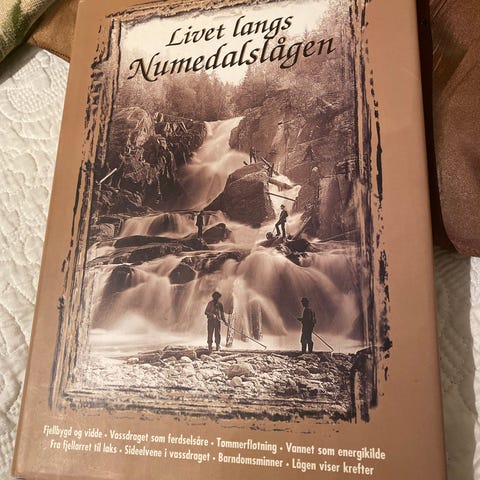 Livet langs
Numedalslågen
Fjellbygd og vidde • Vassdraget som ferdselsåre • Tømmerfløtning • Vannet som energikilde
Fra fjellørret til laks • Sideelvene i vassdraget • Barndomsminner • Lågen viser krefter